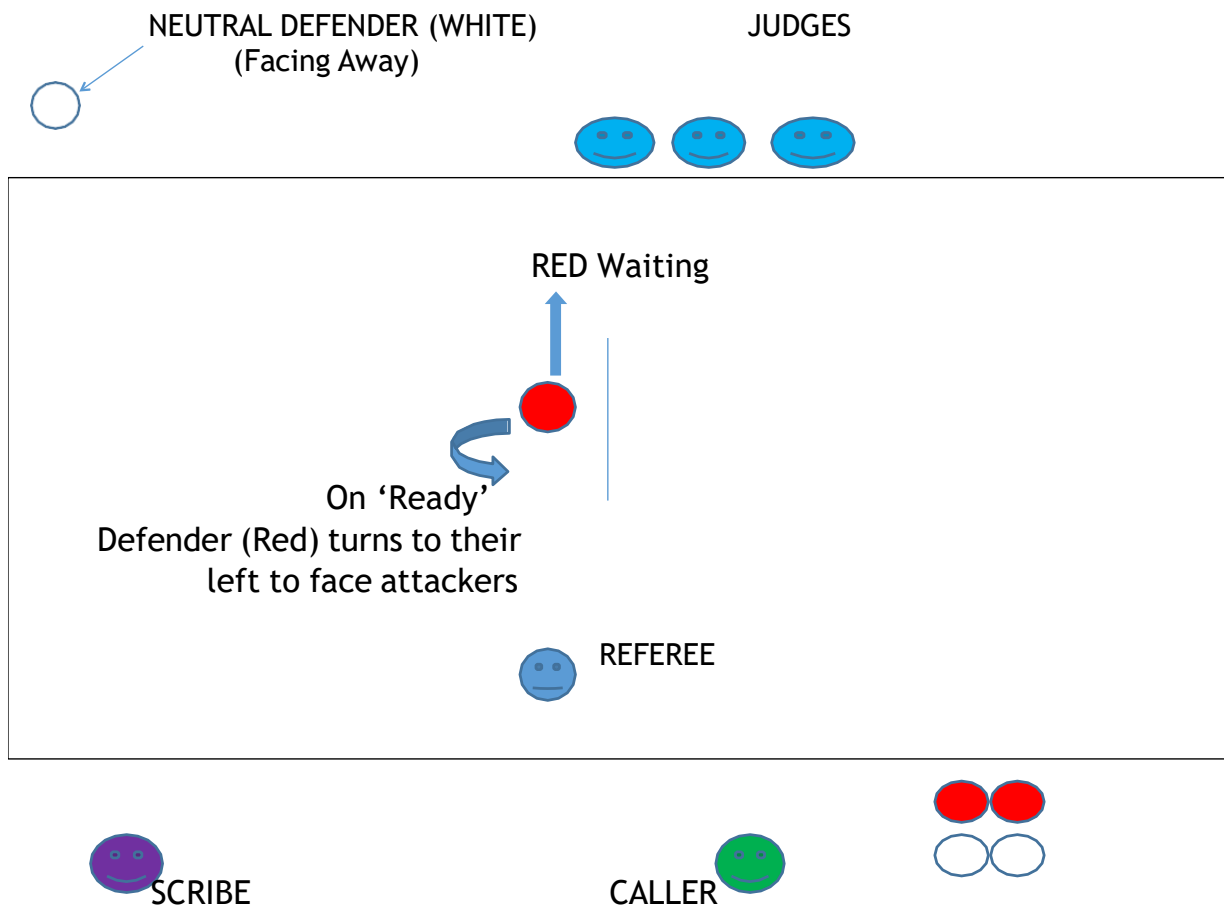 NEUTRAL DEFENDER (WHITE)
(Facing Away)
JUDGES
RED Waiting
On ‘Ready’
Defender (Red) turns to their
left to face attackers
REFEREE
SCRIBE
CALLER